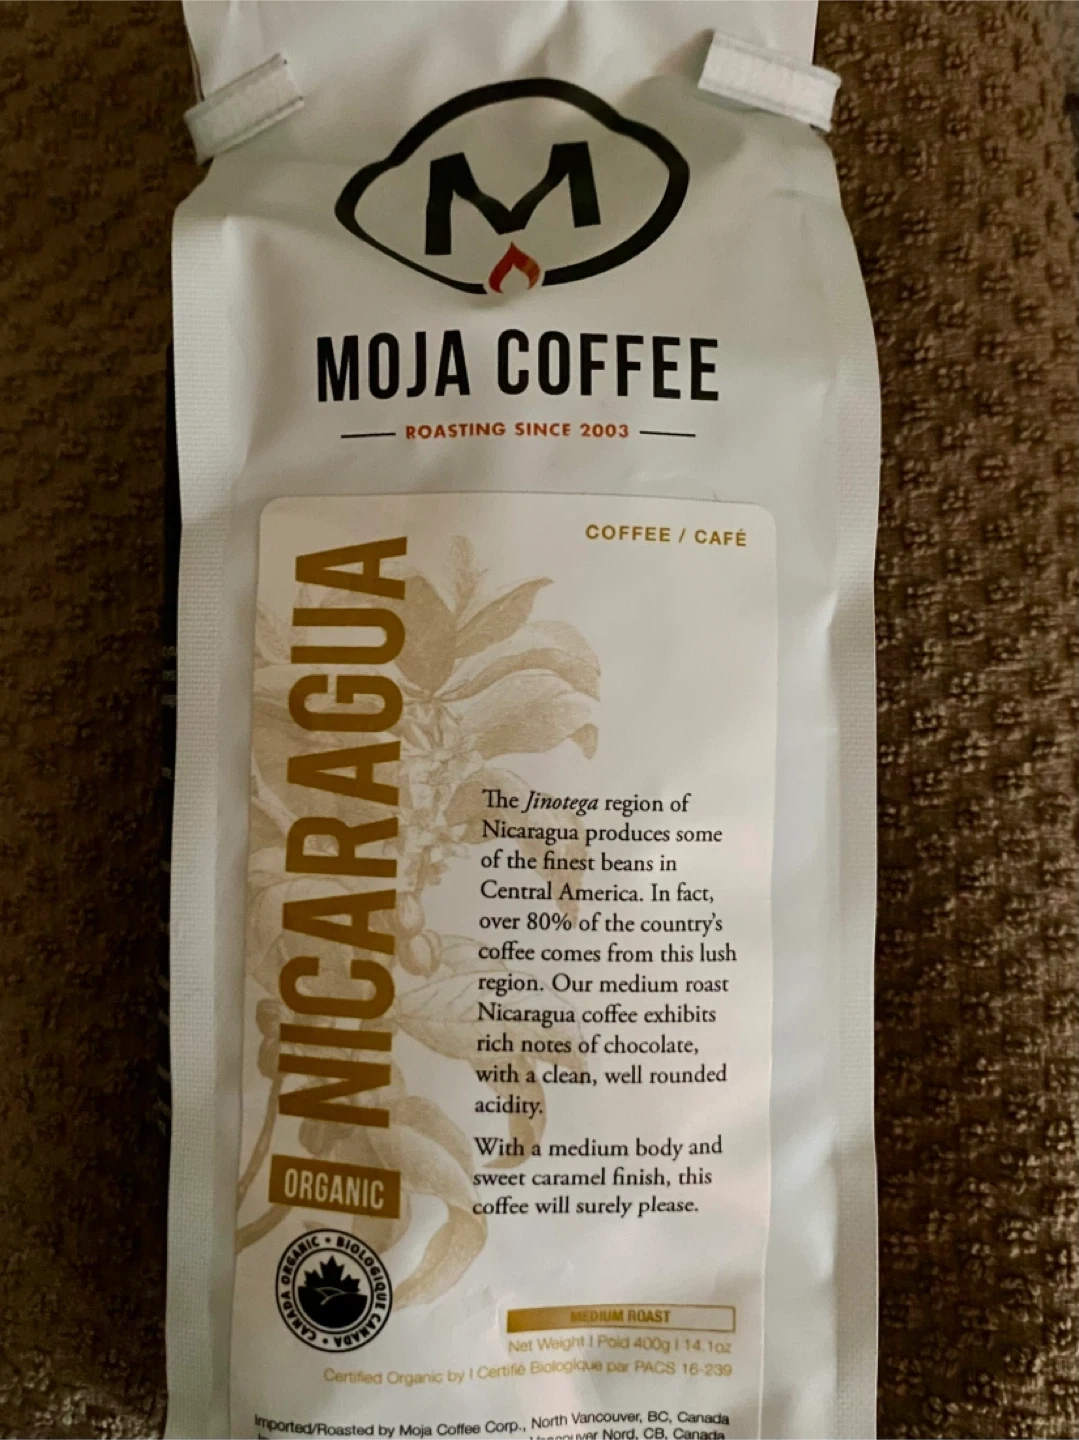 M
MOJA COFFEE
ROASTING SINCE 2003
COFFEE / CAFÉ
NICARAGUA
ORGANIC
The Jinotega region of
Nicaragua produces some
of the finest beans in
Central America. In fact,
over 80% of the country's
coffee comes from this lush
region. Our medium roast
Nicaragua coffee exhibits
rich notes of chocolate,
with a clean, well rounded
acidity.
With a medium body and
sweet caramel finish, this
coffee will surely please.
CANADA ORGANIC • BIOLOGIQUE CANADA •
MEDIUM ROAST
Net Weight | Poid 400g | 14.1oz
Certified Organic by | Certifié Biologique par PACS 16-239
Imported/Roasted by Moja Coffee Corp., North Vancouver, BC, Canada
Nord, CB, Canada